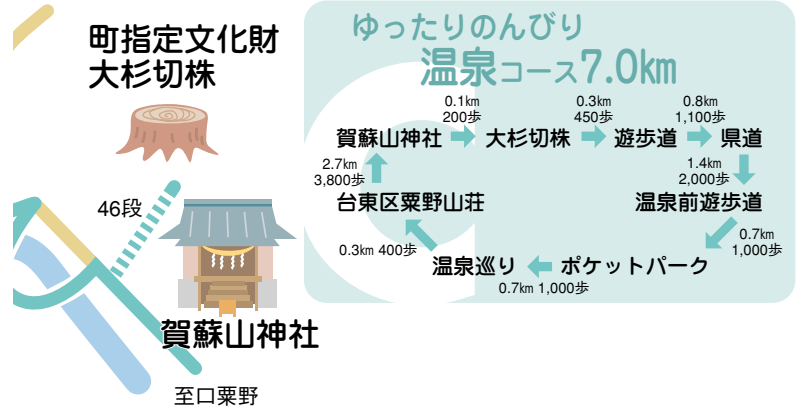 町指定文化財
大杉切株
46段
賀蘇山神社
至口粟野
ゆったりのんびり
温泉コース7.0km
0.1km
200歩
0.3km
450歩
0.8km
1,100歩
賀蘇山神社
大杉切株
遊歩道
県道
2.7km
3,800歩
1.4km
2,000歩
台東区粟野山荘
温泉前遊歩道
0.3km 400歩
0.7km
1,000歩
温泉巡り
ポケットパーク
0.7km 1,000歩